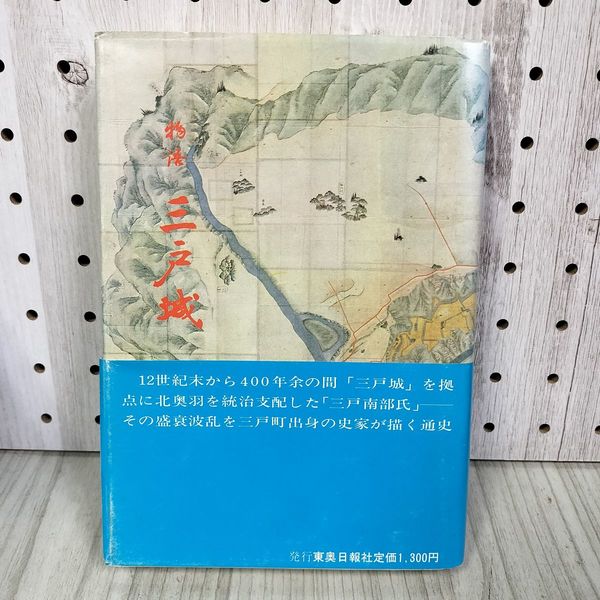 物語
三戸城
12世紀末から400年余の間「三戸城」を拠
点に北奥羽を統治支配した「三戸南部氏」――
その盛衰波乱を三戸町出身の史家が描く通史
発行東奥日報社定価1,300円